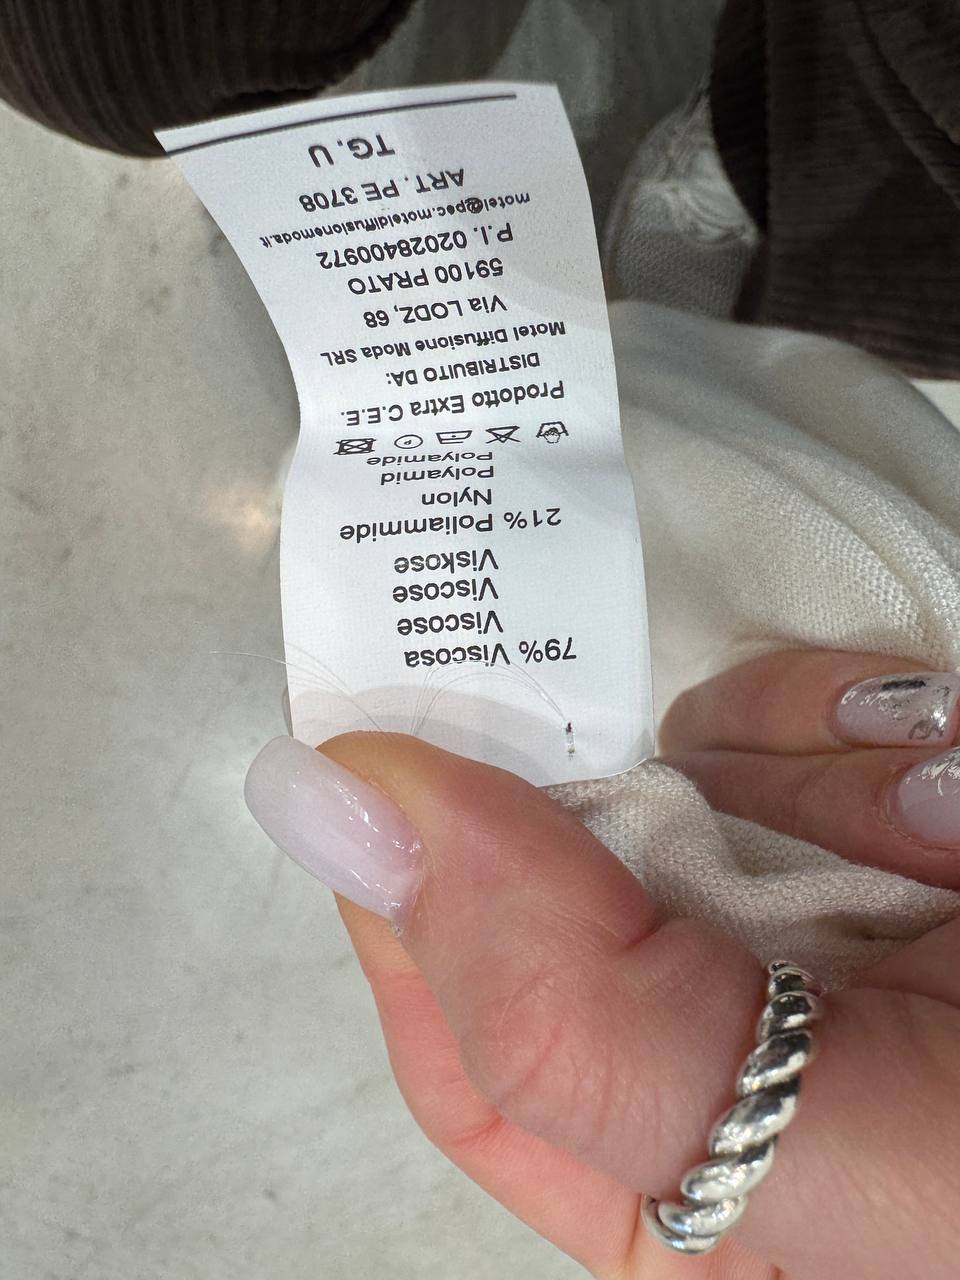 79% Viscosa
Viscose
Viscose
Viskose
21% Poliammide
Nylon
Polyamid
Polyamide
P
Prodotto Extra C.E.E.
DISTRIBUITO DA:
Motel Diffusione Moda SRL
Via LODZ, 68
59100 PRATO
P.I. 02028400972
motel@pec.moteldiffusionemoda.it
ART. PE 3708
TG. U